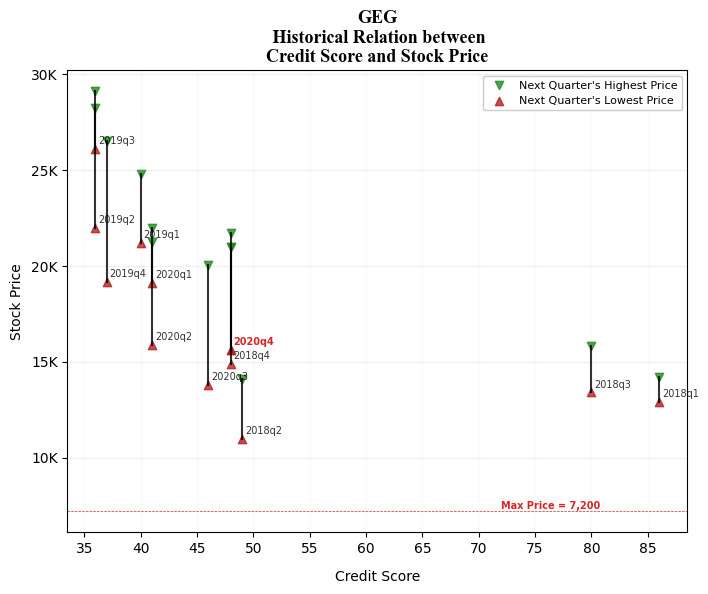 GEG
Historical Relation between
Credit Score and Stock Price
Next Quarter's Highest Price
Next Quarter's Lowest Price
30K
25K
20K
15K
10K
Stock Price
2019q3
2019q2
2019q1
2019q4
2020q1
2020q2
2020q4
2018q4
2020q3
2018q2
2018q3
2018q1
Max Price = 7,200
35 40 45 50 55 60 65 70 75 80 85
Credit Score